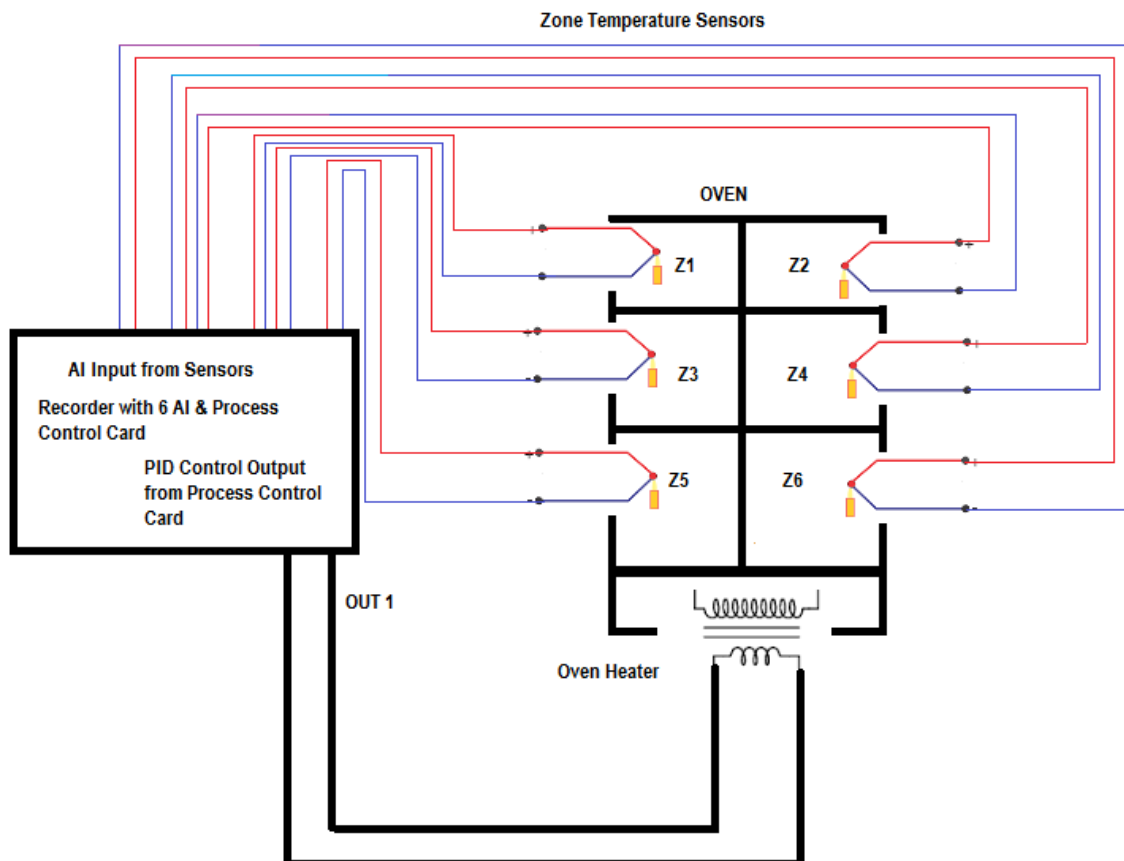 Zone Temperature Sensors
OVEN
+
Z1
Z2
+
+
Z3
-
Z4
+
-
AI Input from Sensors
Recorder with 6 AI & Process
Control Card
PID Control Output
from Process Control
Card
+
Z5
-
Z6
+
-
OUT 1
Oven Heater